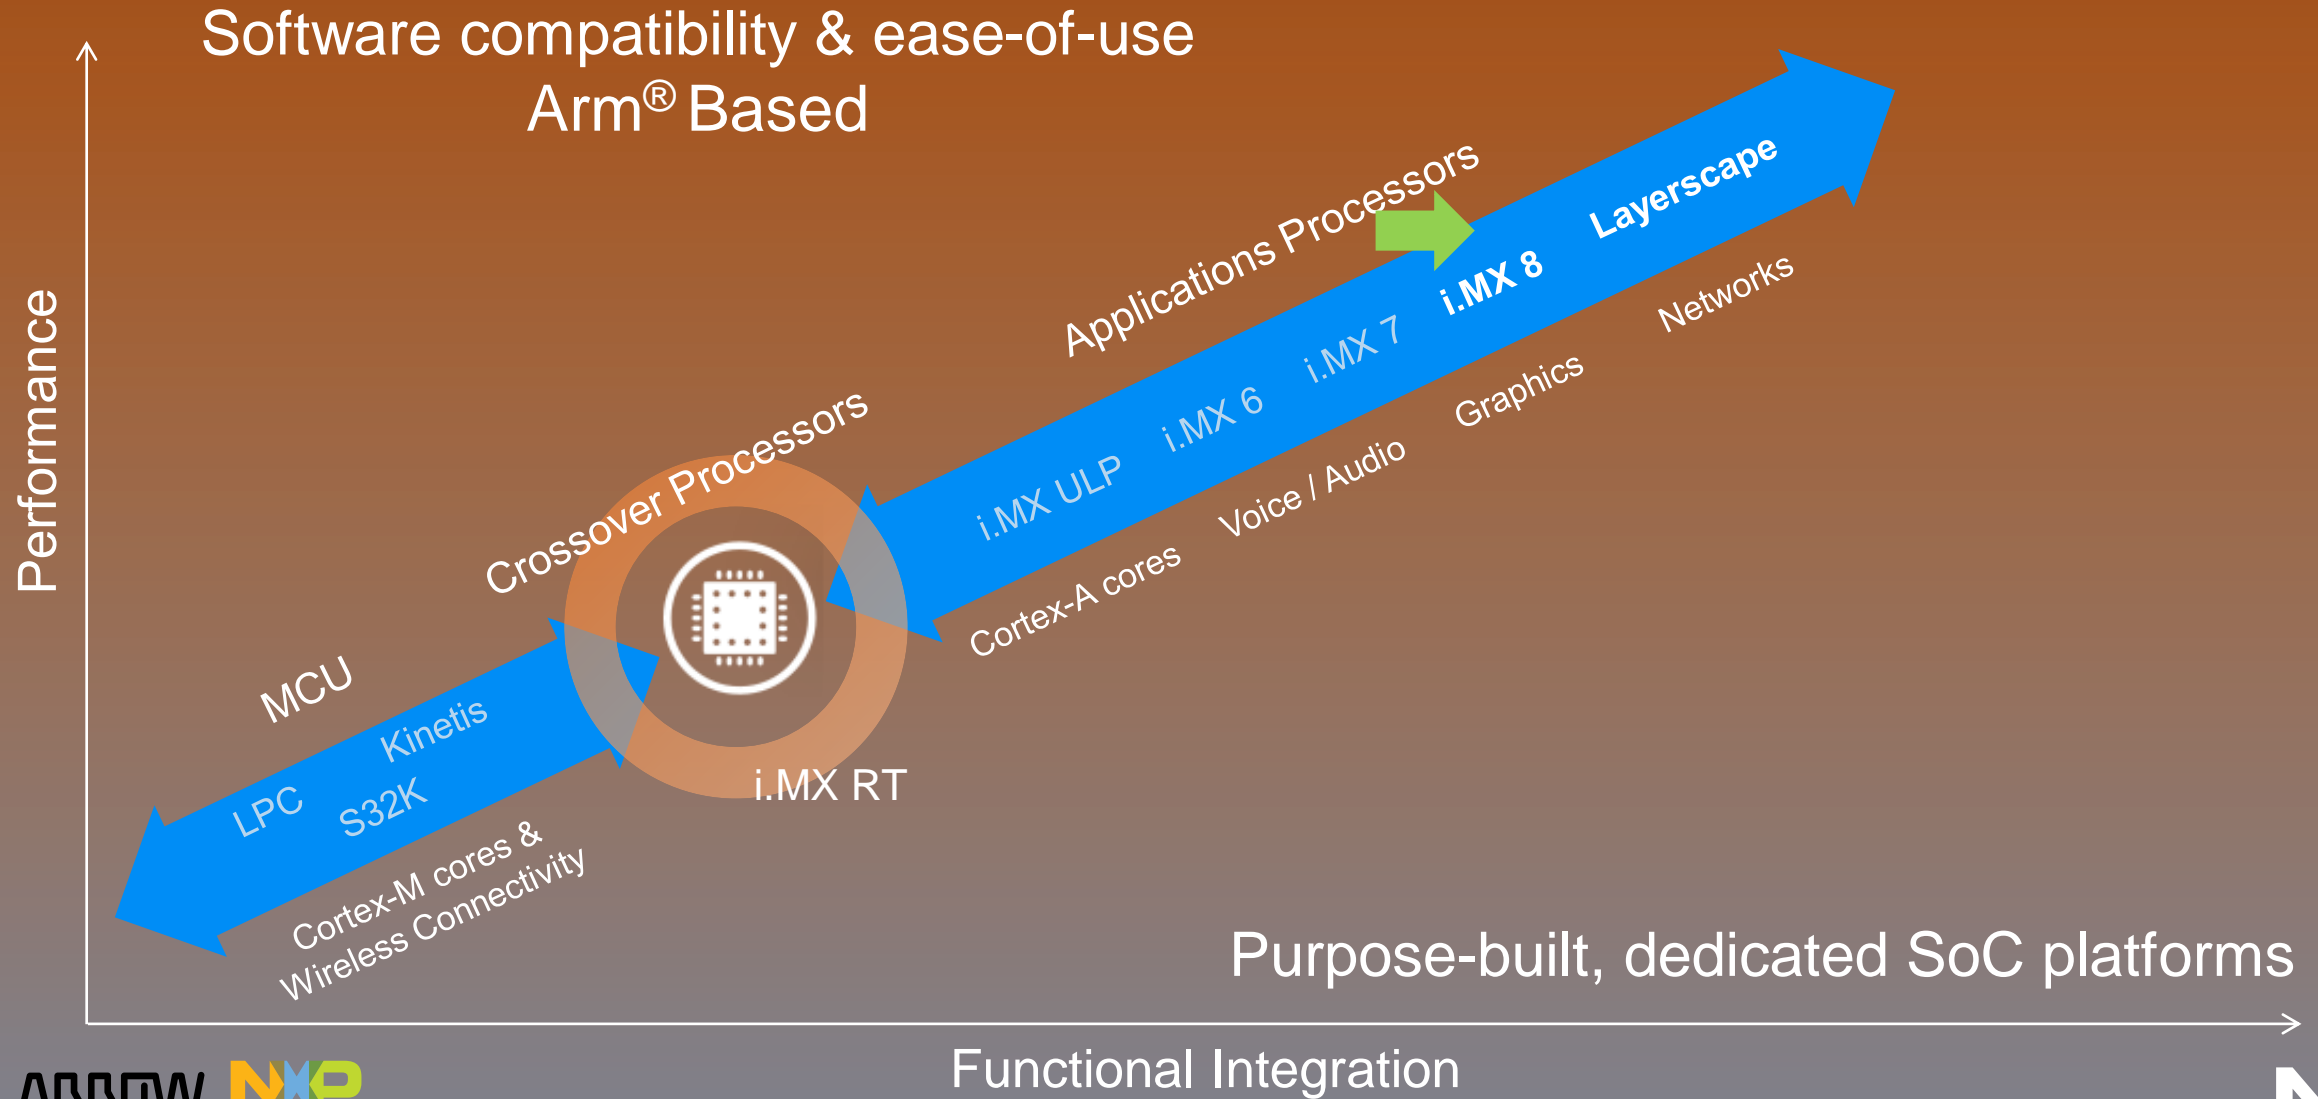 Software compatibility & ease-of-use
Arm® Based
Performance
Applications Processors
Layerscape
i.MX 8
i.MX 7
i.MX 6
i.MX ULP
Networks
Graphics
Voice / Audio
Cortex-A cores
Crossover Processors
i.MX RT
MCU
Kinetis
LPC
S32K
Cortex-M cores &
Wireless Connectivity
Purpose-built, dedicated SoC platforms
Functional Integration
ARROW NXP